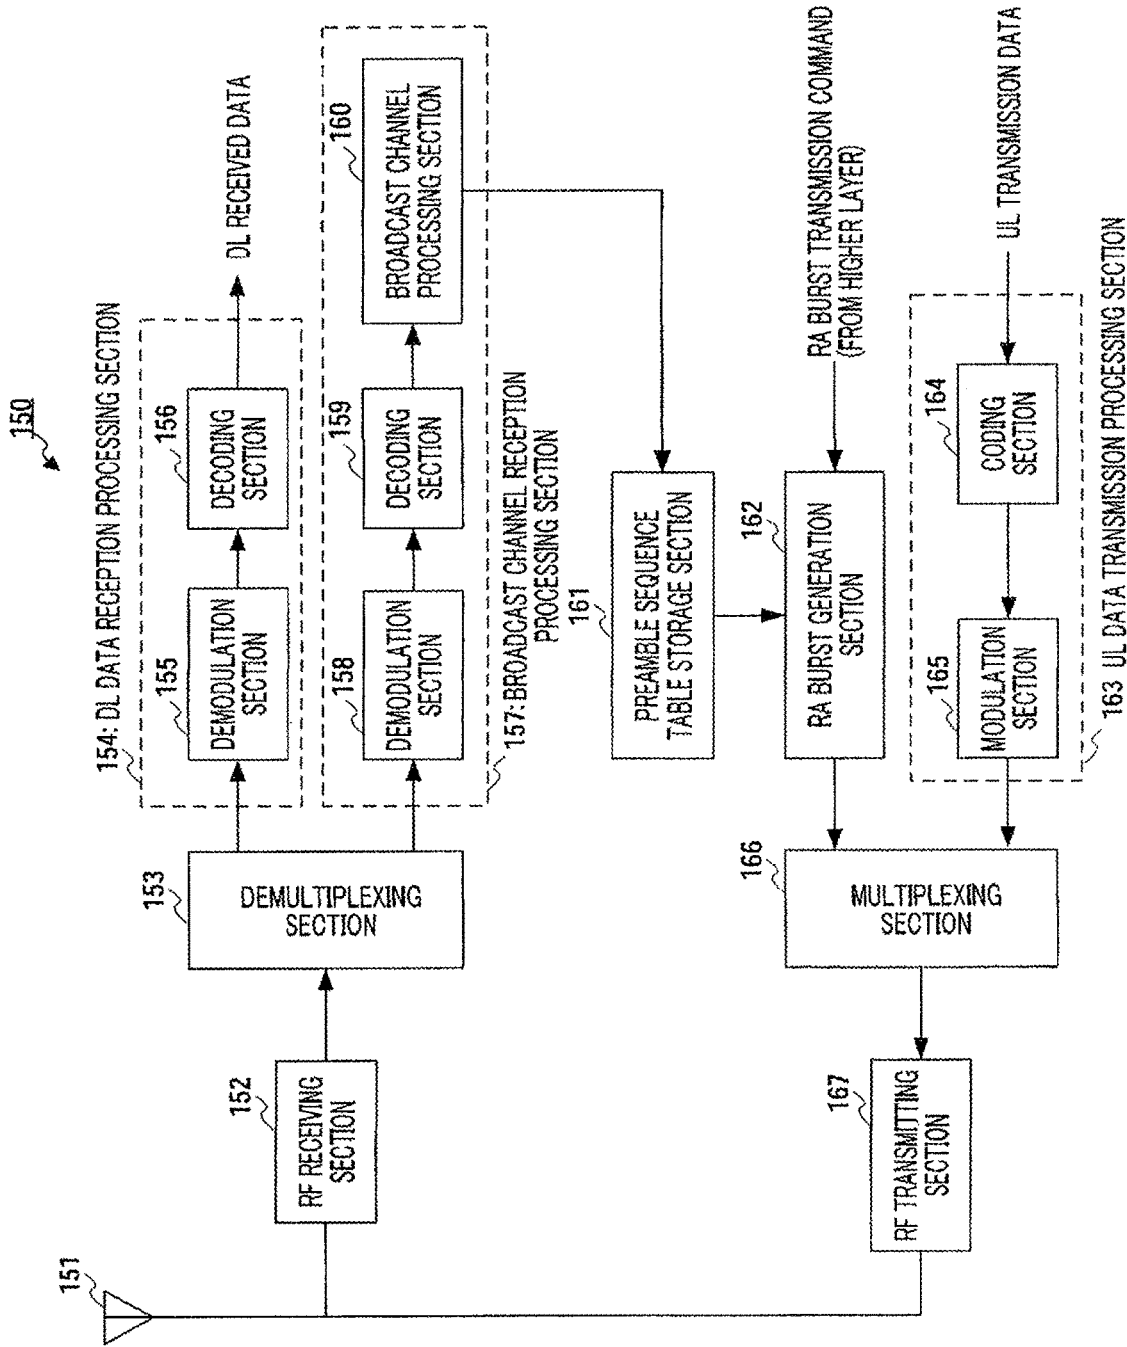 150
154: DL DATA RECEPTION PROCESSING SECTION
151
152
RF RECEIVING
SECTION
153
DEMULTIPLEXING
SECTION
155
DEMODULATION
SECTION
156
DECODING
SECTION
DL RECEIVED DATA
158
DEMODULATION
SECTION
159
DECODING
SECTION
160
BROADCAST CHANNEL
PROCESSING SECTION
157: BROADCAST CHANNEL RECEPTION
PROCESSING SECTION
161
PREAMBLE SEQUENCE
TABLE STORAGE SECTION
162
RA BURST GENERATION
SECTION
RA BURST TRANSMISSION COMMAND
(FROM HIGHER LAYER)
167
RF TRANSMITTING
SECTION
166
MULTIPLEXING
SECTION
165
MODULATION
SECTION
164
CODING
SECTION
UL TRANSMISSION DATA
163 UL DATA TRANSMISSION PROCESSING SECTION